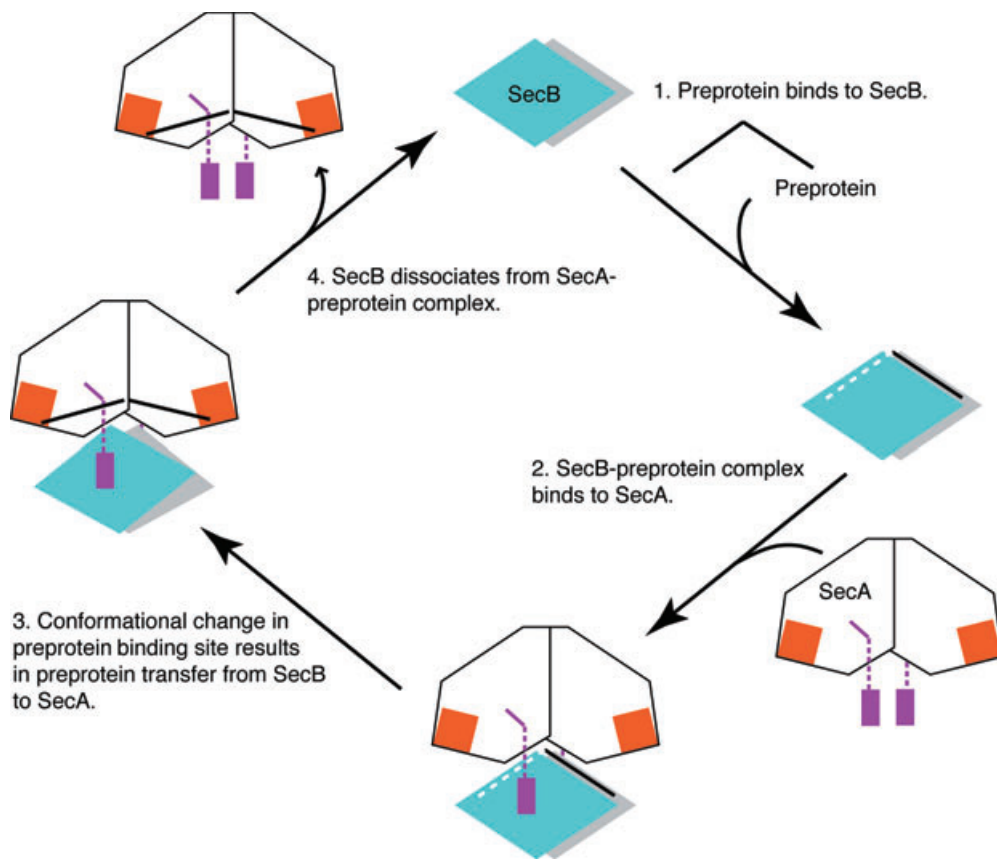 SecB
1. Preprotein binds to SecB.
Preprotein
4. SecB dissociates from SecA-
preprotein complex.
2. SecB-preprotein complex
binds to SecA.
SecA
3. Conformational change in
preprotein binding site results
in preprotein transfer from SecB
to SecA.